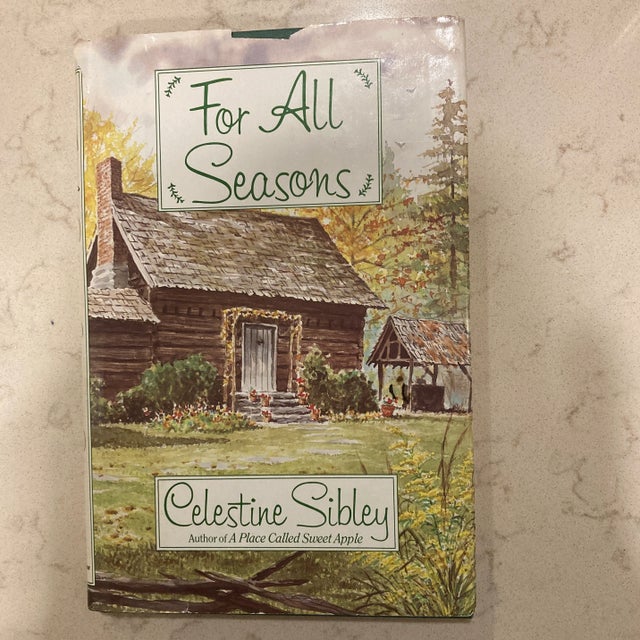 For All
Seasons
Celestine Sibley
Author of A Place Called Sweet Apple